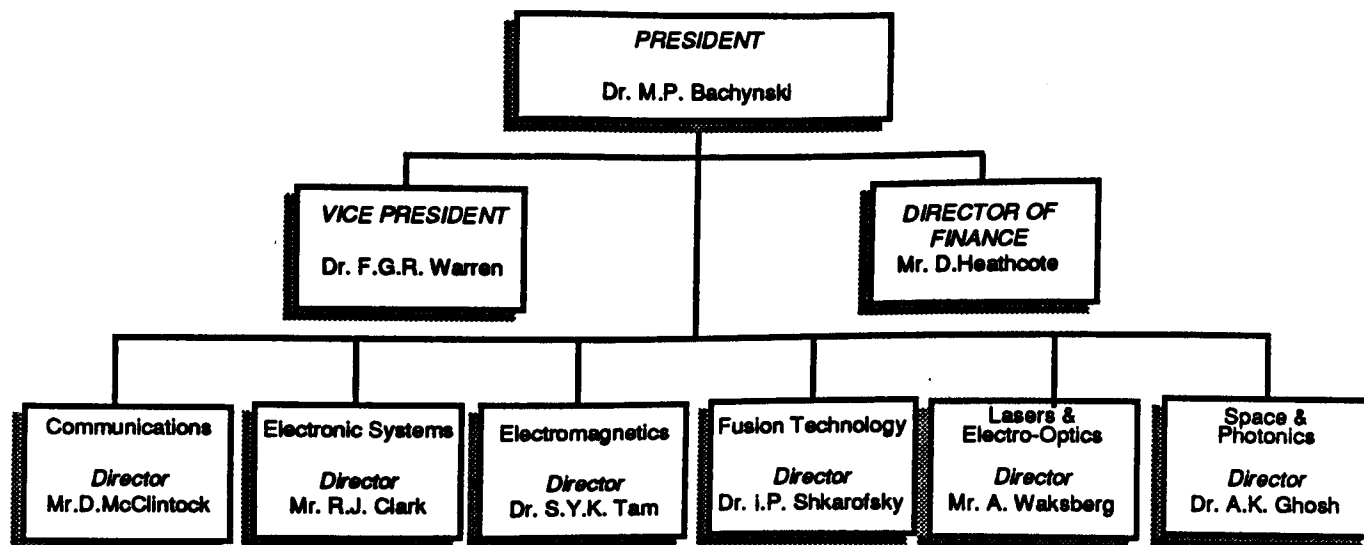 PRESIDENT
Dr. M.P. Bachynski
VICE PRESIDENT
Dr. F.G.R. Warren
DIRECTOR OF
FINANCE
Mr. D.Heathcote
Communications
Director
Mr.D.McClintock
Electronic Systems
Director
Mr. R.J. Clark
Electromagnetics
Director
Dr. S.Y.K. Tam
Fusion Technology
Director
Dr. I.P. Shkarofsky
Lasers &
Electro-Optics
Director
Mr. A. Waksberg
Space &
Photonics
Director
Dr. A.K. Ghosh